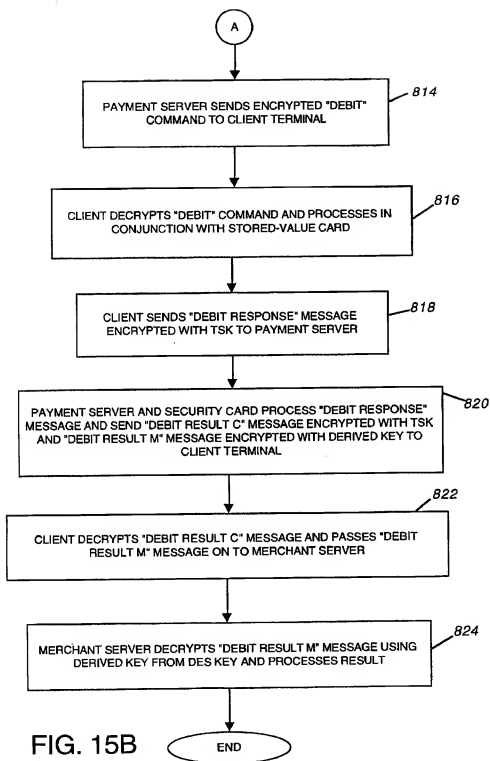 A
PAYMENT SERVER SENDS ENCRYPTED "DEBIT"
COMMAND TO CLIENT TERMINAL
814
CLIENT DECRYPTS "DEBIT" COMMAND AND PROCESSES IN
CONJUNCTION WITH STORED-VALUE CARD
816
CLIENT SENDS "DEBIT RESPONSE" MESSAGE
ENCRYPTED WITH TSK TO PAYMENT SERVER
818
PAYMENT SERVER AND SECURITY CARD PROCESS "DEBIT RESPONSE"
MESSAGE AND SEND "DEBIT RESULT C" MESSAGE ENCRYPTED WITH TSK
AND "DEBIT RESULT M" MESSAGE ENCRYPTED WITH DERIVED KEY TO
CLIENT TERMINAL
820
CLIENT DECRYPTS "DEBIT RESULT C" MESSAGE AND PASSES "DEBIT
RESULT M" MESSAGE ON TO MERCHANT SERVER
822
MERCHANT SERVER DECRYPTS "DEBIT RESULT M" MESSAGE USING
DERIVED KEY FROM DES KEY AND PROCESSES RESULT
824
FIG. 15B
END